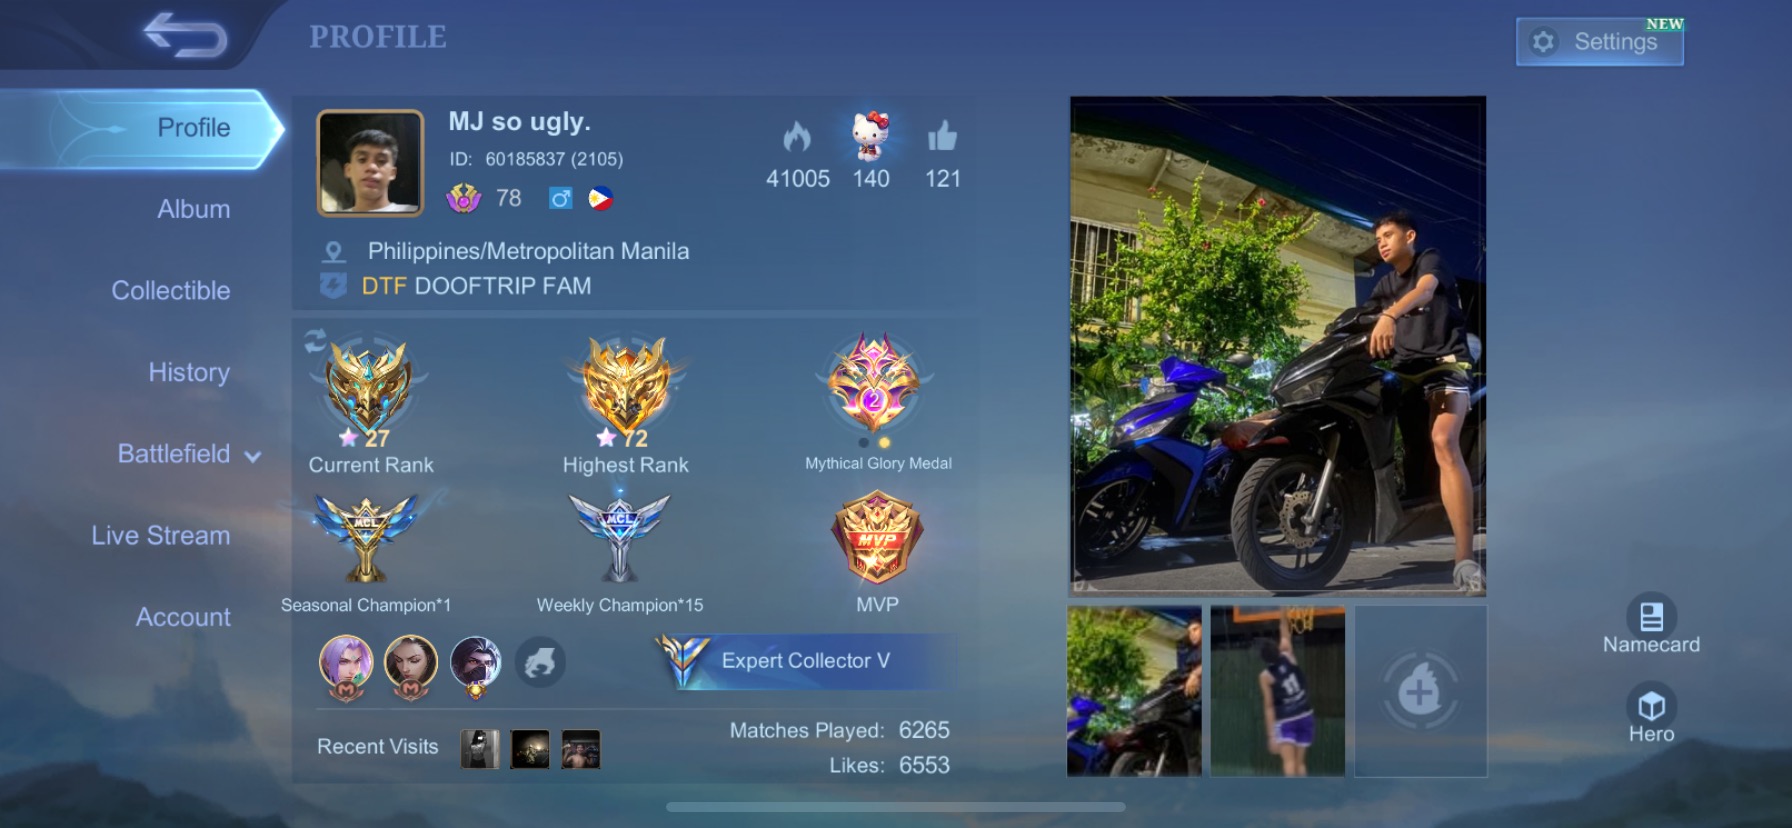 PROFILE
NEW
Settings
Profile
Album
Collectible
History
Battlefield
Live Stream
Account
MJ so ugly.
ID: 60185837 (2105)
78
41005
140
121
Philippines/Metropolitan Manila
DTF DOOFTRIP FAM
27
Current Rank
72
Highest Rank
2
Mythical Glory Medal
MCL
Seasonal Champion*1
MCL
Weekly Champion*15
MVP
MVP
M
M
Expert Collector V
Recent Visits
Matches Played: 6265
Likes: 6553
11
Namecard
Hero